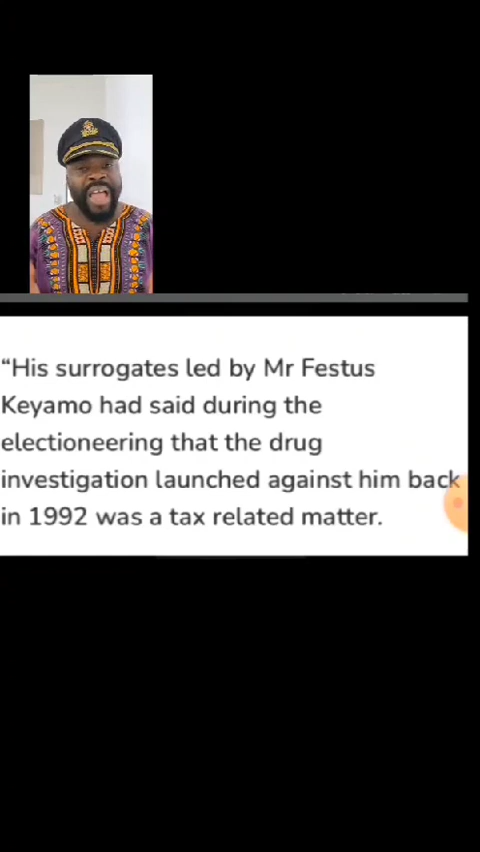 “His surrogates led by Mr Festus
Keyamo had said during the
electioneering that the drug
investigation launched against him back
in 1992 was a tax related matter.